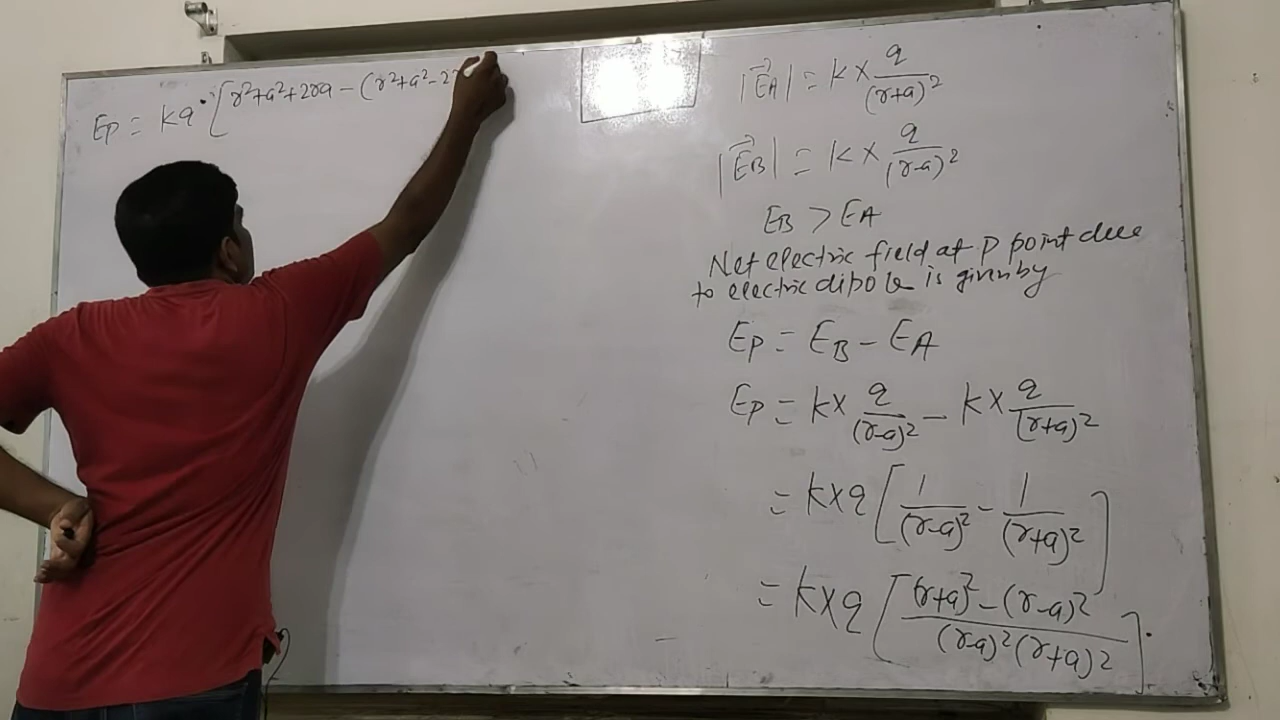 Ep = kq. [r²+a²+2ra - (r²+a²-2
|E⃗A| = k × q/(r+a)²
|E⃗B| = k × q/(r-a)²
EB > EA
Net electric field at P point due
to electric dipole is given by
Ep = EB - EA
Ep = k× q/(r-a)² - k× q/(r+a)²
= k×q [1/(r-a)² - 1/(r+a)²]
= k×q [(r+a)² - (r-a)²/(r-a)²(r+a)²]